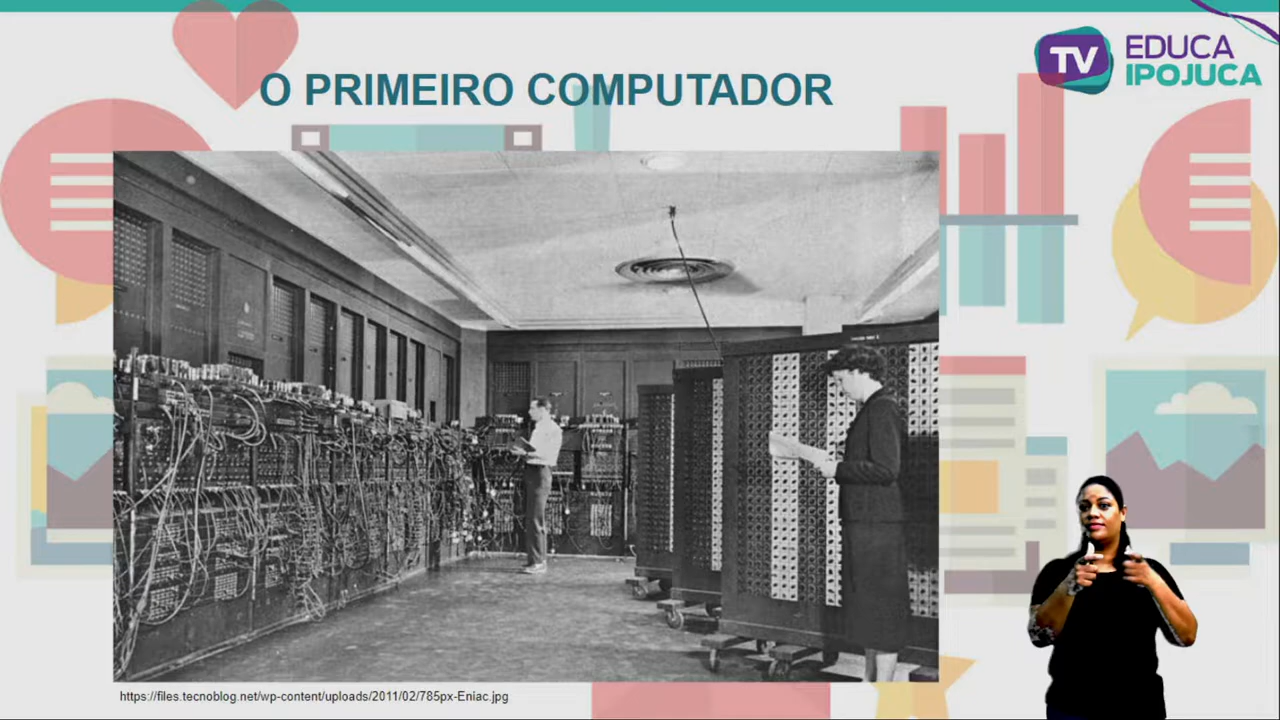 O PRIMEIRO COMPUTADOR
TV EDUCA
IPOJUCA
https://files.tecnoblog.net/wp-content/uploads/2011/02/785px-Eniac.jpg